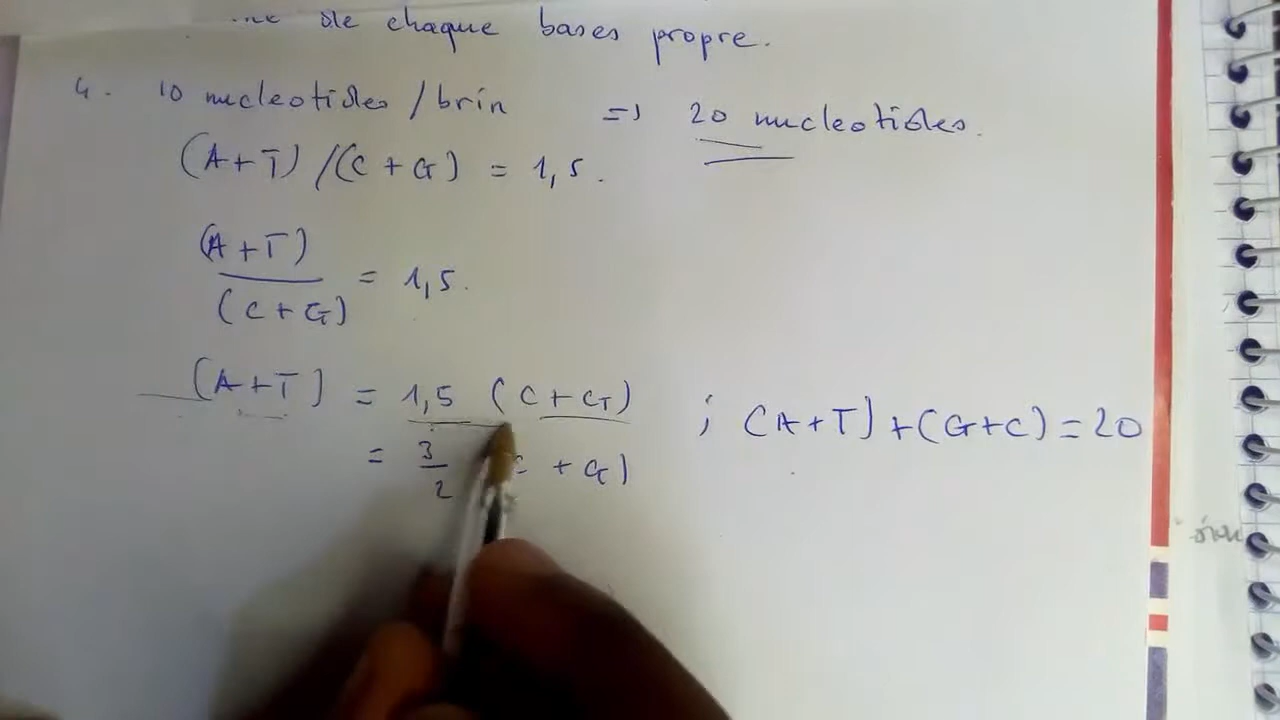 de chaque bases propre.
4. 10 nucleotides / brin => 20 nucleotides.
(A+T) /(C + G) = 1,5.
(A+T)
= 1,5.
(C+G)
(A+T) = 1,5 (C+G) ; (A+T)+(G+C)=20
= 3/2 (C + G)